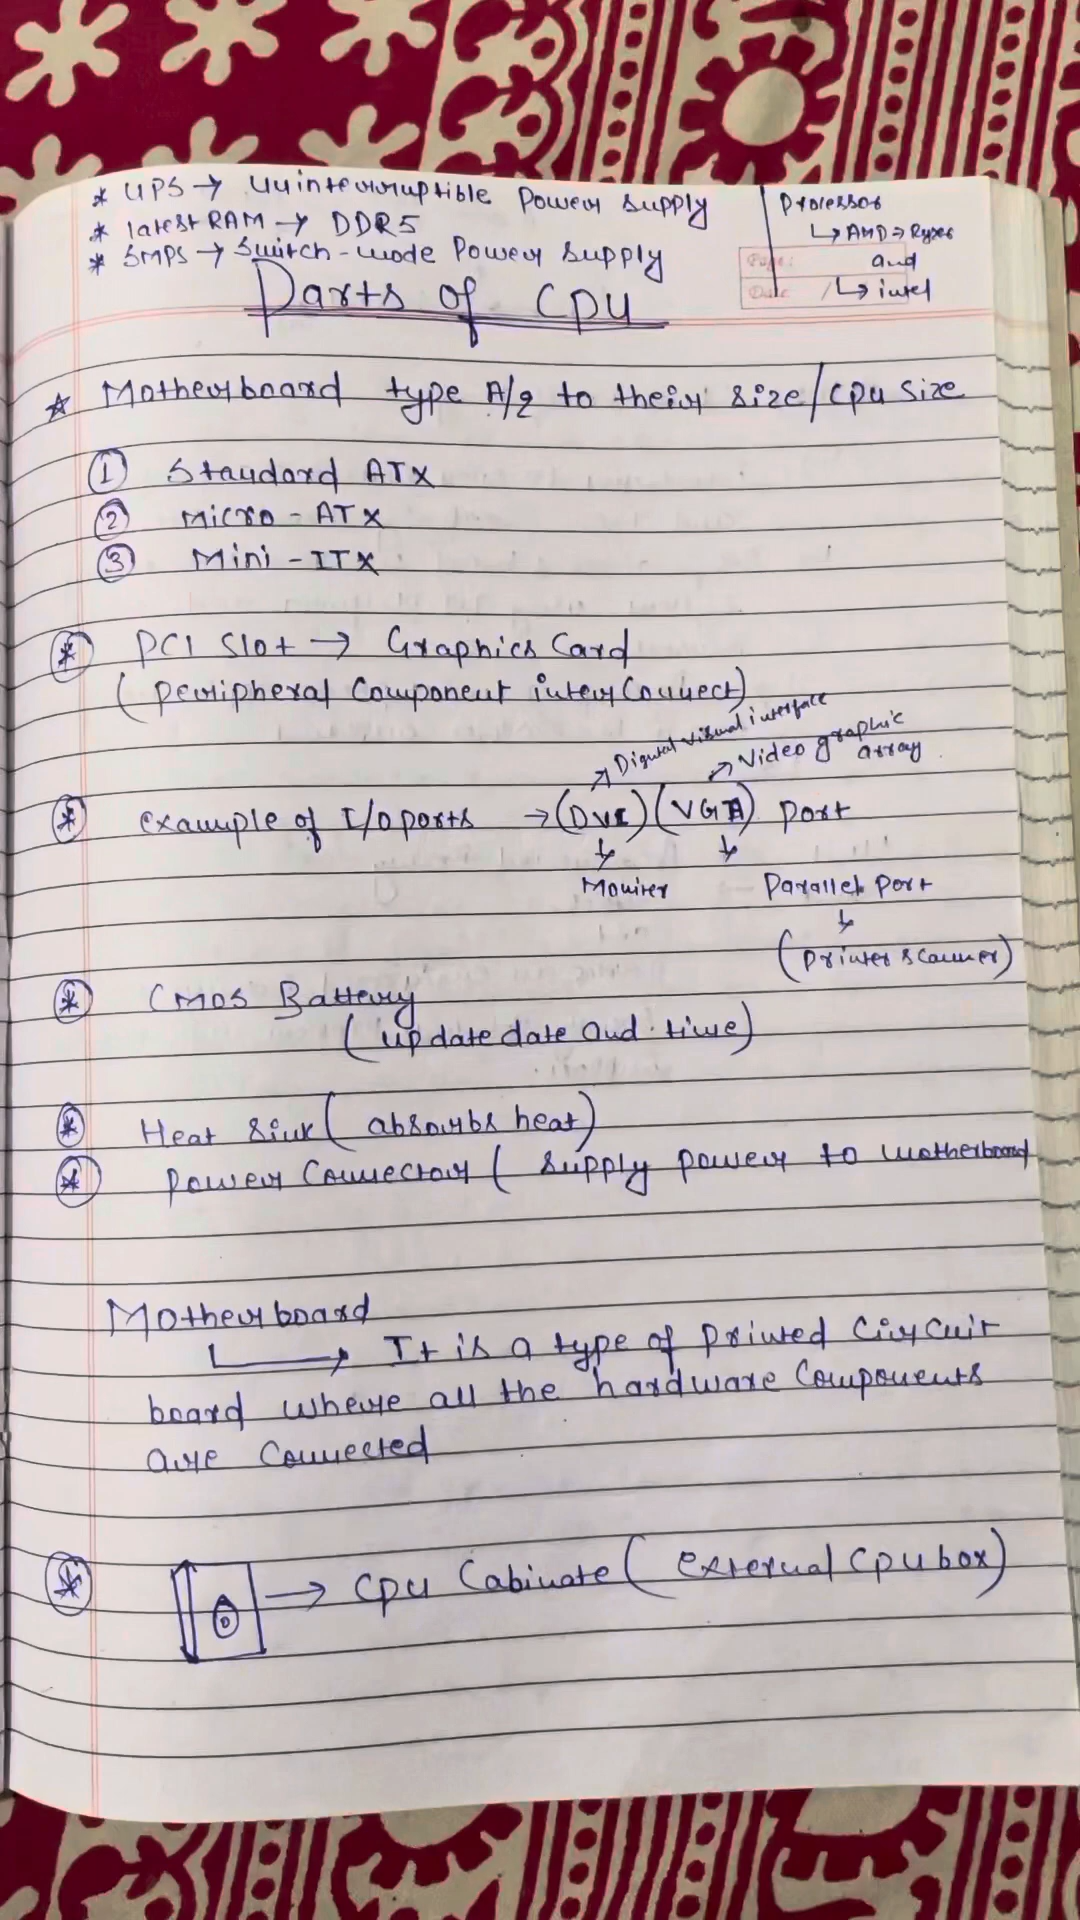 * UPS → Uninterruptible Power Supply
* latest RAM → DDR5
* SMPS → Switch-mode Power Supply
Processor
↳ AMD → Ryzen
and
↳ intel
Page:
Date /
Parts of CPU
* Motherboard type A/q to their size/CPU size
① Standard ATX
② Micro - ATX
③ Mini - ITX
* PCI Slot → Graphics Card
(Peripheral Component interConnect)
* example of I/O ports → (DVI) (VGA) port
↗ Digital visual interface
↗ Video graphic array
↓ Moniter
↓ Parallel Port
↓
(printer scanner)
* CMOS Battery
(update date and time)
* Heat Sink (absorbs heat)
* Power Connector ( supply power to motherboard
Motherboard
↳ It is a type of printed Circuit
board where all the hardware Components
are Connected
* → CPU Cabinate (external CPU box)